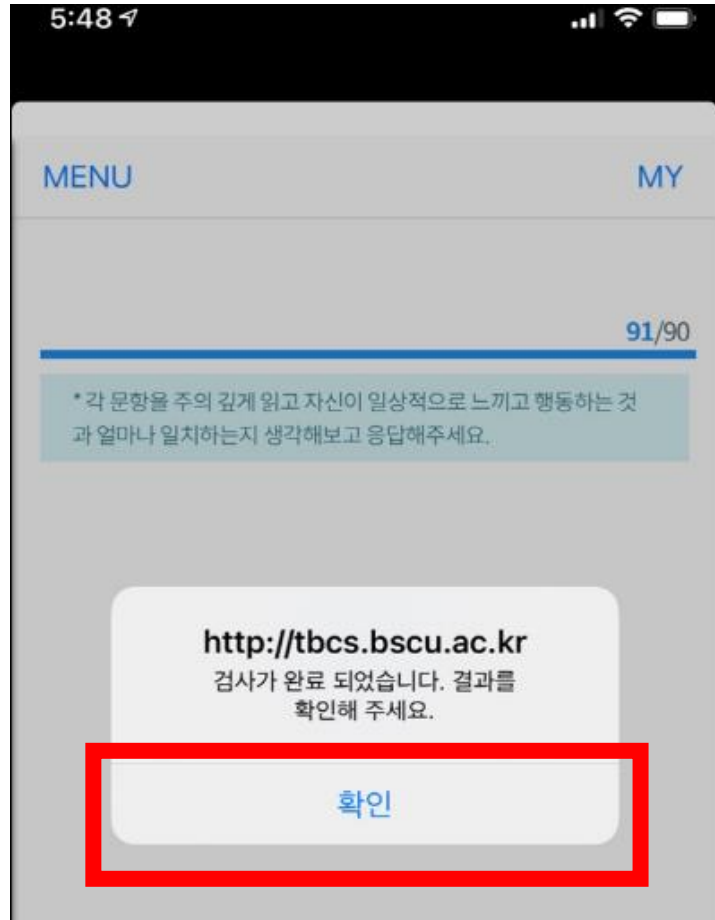 5:48
MENU
MY
91/90
* 각 문항을 주의 깊게 읽고 자신이 일상적으로 느끼고 행동하는 것
과 얼마나 일치하는지 생각해보고 응답해주세요.
http://tbcs.bscu.ac.kr
검사가 완료 되었습니다. 결과를
확인해 주세요.
확인